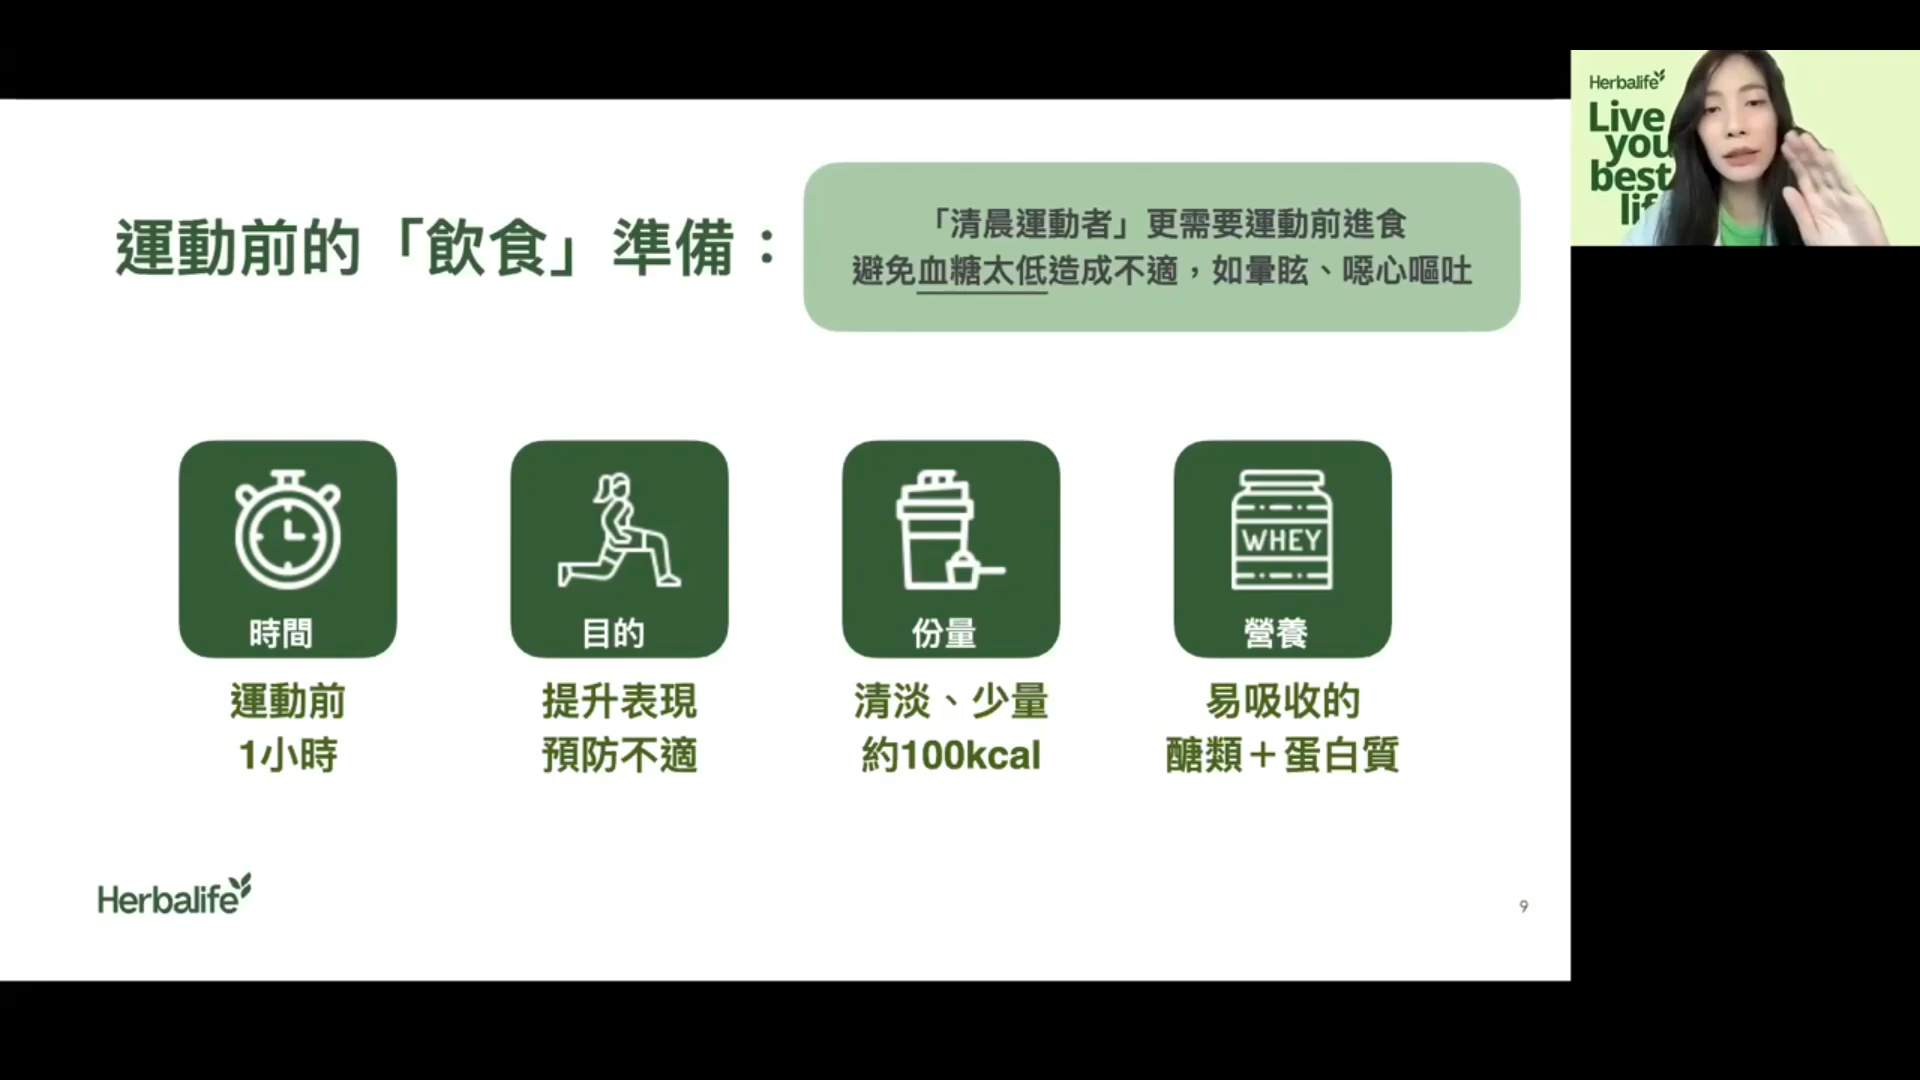 運動前的「飲食」準備：
「清晨運動者」更需要運動前進食
避免血糖太低造成不適，如暈眩、噁心嘔吐
時間
運動前
1小時
目的
提升表現
預防不適
份量
清淡、少量
約100kcal
WHEY
營養
易吸收的
醣類＋蛋白質
Herbalife
9
Herbalife
Live
you
best
lif